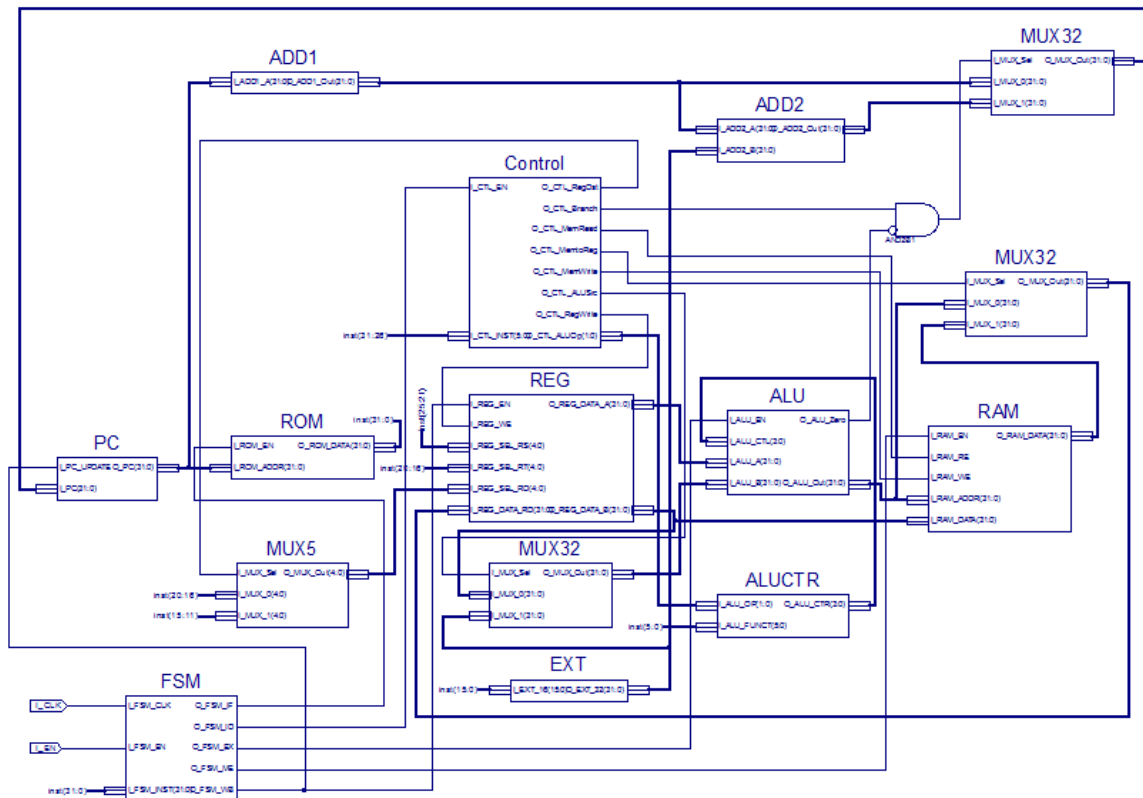 MUX32
I_MUX_Sel O_MUX_Out(31:0)
I_MUX_0(31:0)
I_MUX_1(31:0)
ADD1
I_ADD1_A(31:0) O_ADD1_Out(31:0)
ADD2
I_ADD2_A(31:0) O_ADD2_Out(31:0)
I_ADD2_B(31:0)
Control
I_CTL_EN O_CTL_RegDst
O_CTL_Branch
O_CTL_MemRead
O_CTL_MemtoReg
O_CTL_MemWrite
O_CTL_ALUSrc
O_CTL_RegWrite
inst(31:26) I_CTL_INST(5:0) O_CTL_ALUOp(1:0)
AND2B1
MUX32
I_MUX_Sel O_MUX_Out(31:0)
I_MUX_0(31:0)
I_MUX_1(31:0)
REG
I_REG_EN O_REG_DATA_A(31:0)
I_REG_WE
inst(25:21) I_REG_SEL_RS(4:0)
inst(20:16) I_REG_SEL_RT(4:0)
I_REG_SEL_RD(4:0)
I_REG_DATA_RD(31:0) O_REG_DATA_B(31:0)
ALU
I_ALU_EN O_ALU_Zero
I_ALU_CTL(3:0)
I_ALU_A(31:0)
I_ALU_B(31:0) O_ALU_Out(31:0)
RAM
I_RAM_EN O_RAM_DATA(31:0)
I_RAM_RE
I_RAM_WE
I_RAM_ADDR(31:0)
I_RAM_DATA(31:0)
PC
I_PC_UPDATE O_PC(31:0)
I_PC(31:0)
ROM
inst(31:0)
I_ROM_EN O_ROM_DATA(31:0)
I_ROM_ADDR(31:0)
MUX5
I_MUX_Sel O_MUX_Out(4:0)
inst(20:16) I_MUX_0(4:0)
inst(15:11) I_MUX_1(4:0)
MUX32
I_MUX_Sel O_MUX_Out(31:0)
I_MUX_0(31:0)
I_MUX_1(31:0)
ALUCTR
I_ALU_OP(1:0) O_ALU_CTR(3:0)
inst(5:0) I_ALU_FUNCT(5:0)
EXT
inst(15:0) I_EXT_16(15:0) O_EXT_32(31:0)
FSM
I_CLK I_FSM_CLK O_FSM_IF
O_FSM_ID
I_EN I_FSM_EN O_FSM_EX
O_FSM_ME
inst(31:0) I_FSM_INST(31:0) O_FSM_WB